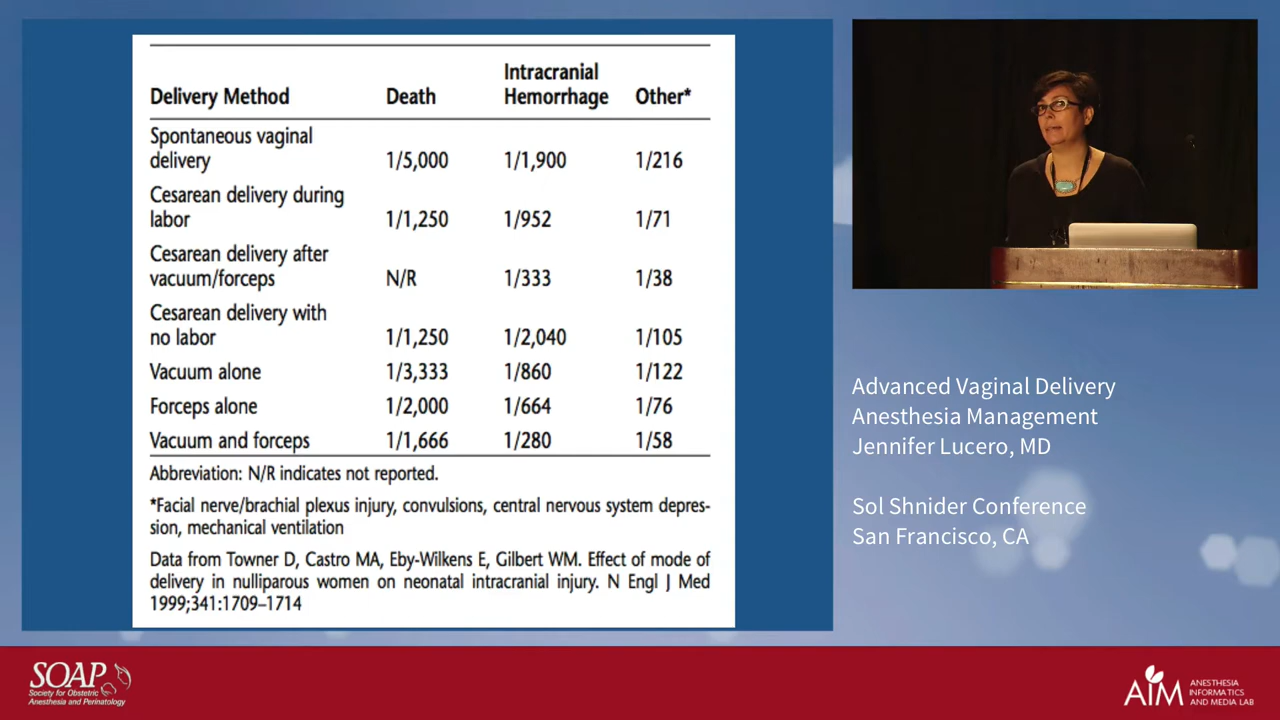 Delivery Method Death Intracranial Hemorrhage Other*
Spontaneous vaginal
delivery 1/5,000 1/1,900 1/216
Cesarean delivery during
labor 1/1,250 1/952 1/71
Cesarean delivery after
vacuum/forceps N/R 1/333 1/38
Cesarean delivery with
no labor 1/1,250 1/2,040 1/105
Vacuum alone 1/3,333 1/860 1/122
Forceps alone 1/2,000 1/664 1/76
Vacuum and forceps 1/1,666 1/280 1/58
Abbreviation: N/R indicates not reported.
*Facial nerve/brachial plexus injury, convulsions, central nervous system depres-
sion, mechanical ventilation
Data from Towner D, Castro MA, Eby-Wilkens E, Gilbert WM. Effect of mode of
delivery in nulliparous women on neonatal intracranial injury. N Engl J Med
1999;341:1709–1714
Advanced Vaginal Delivery
Anesthesia Management
Jennifer Lucero, MD
Sol Shnider Conference
San Francisco, CA
SOAP
Society for Obstetric
Anesthesia and Perinatology
AIM
ANESTHESIA
INFORMATICS
AND MEDIA LAB